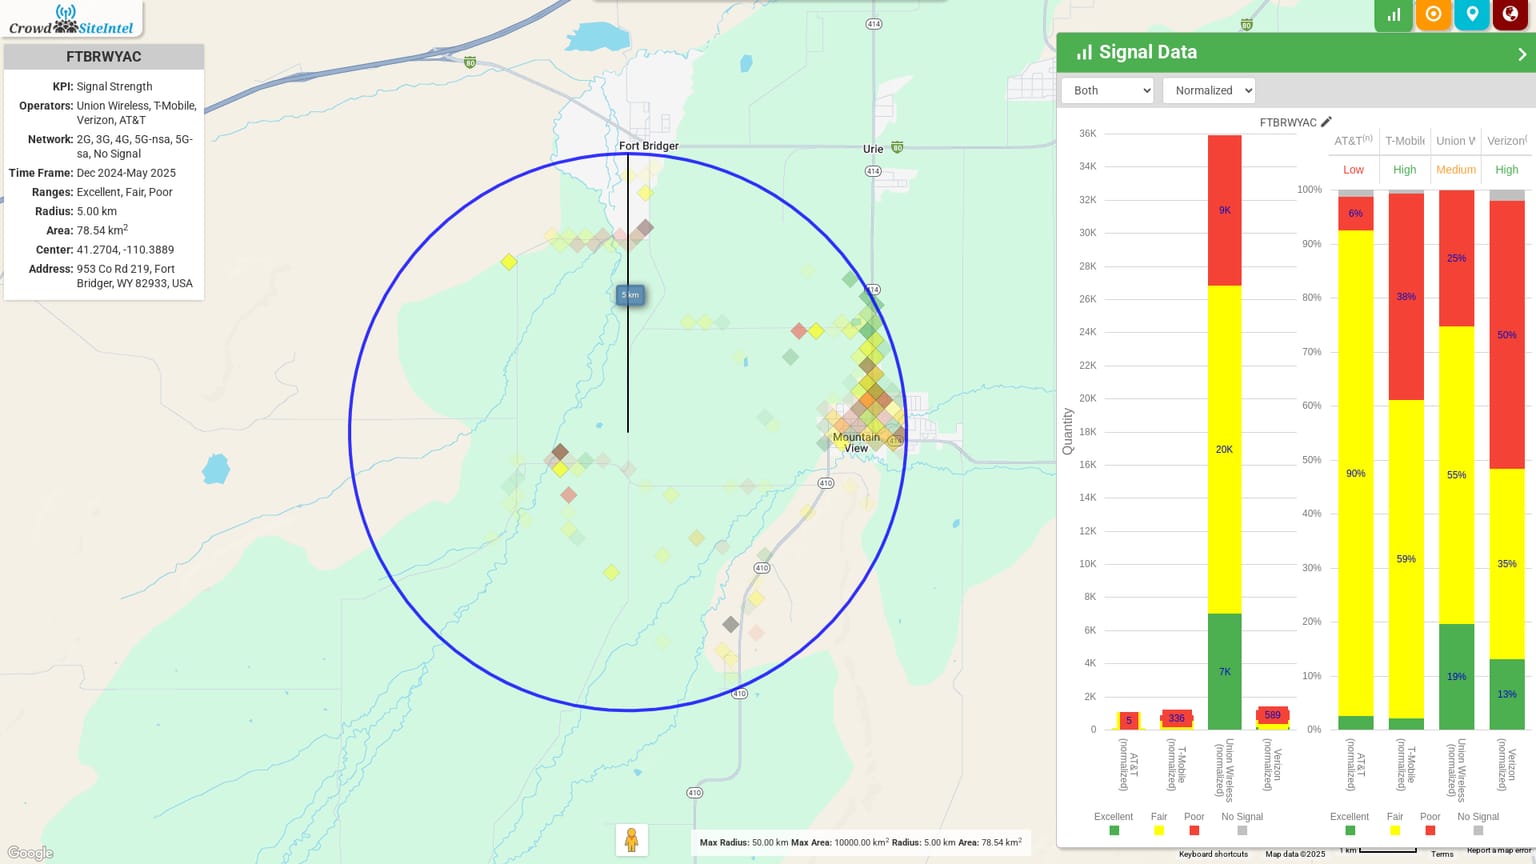 Crowd SiteIntel
FTBRWYAC
KPI: Signal Strength
Operators: Union Wireless, T-Mobile,
Verizon, AT&T
Network: 2G, 3G, 4G, 5G-nsa, 5G-
sa, No Signal
Time Frame: Dec 2024-May 2025
Ranges: Excellent, Fair, Poor
Radius: 5.00 km
Area: 78.54 km2
Center: 41.2704, -110.3889
Address: 953 Co Rd 219, Fort
Bridger, WY 82933, USA
80
414
80
Fort Bridger
Urie
80
414
5 km
414
Mountain
View
414
410
410
410
410
Google
Max Radius: 50.00 km Max Area: 10000.00 km2 Radius: 5.00 km Area: 78.54 km2
Signal Data
Both
Normalized
FTBRWYAC
AT&T(n)
T-Mobile
Union W
Verizon(
Low
High
Medium
High
Quantity
36K
34K
32K
30K
28K
26K
24K
22K
20K
18K
16K
14K
12K
10K
8K
6K
4K
2K
0
9K
20K
7K
5
336
589
AT&T
(normalized)
T-Mobile
(normalized)
Union Wireless
(normalized)
Verizon
(normalized)
Excellent
Fair
Poor
No Signal
100%
90%
80%
70%
60%
50%
40%
30%
20%
10%
0%
6%
90%
38%
59%
25%
55%
19%
50%
35%
13%
AT&T
(normalized)
T-Mobile
(normalized)
Union Wireless
(normalized)
Verizon
(normalized)
Excellent
Fair
Poor
No Signal
Keyboard shortcuts
Map data ©2025
1 km
Terms
Report a map error